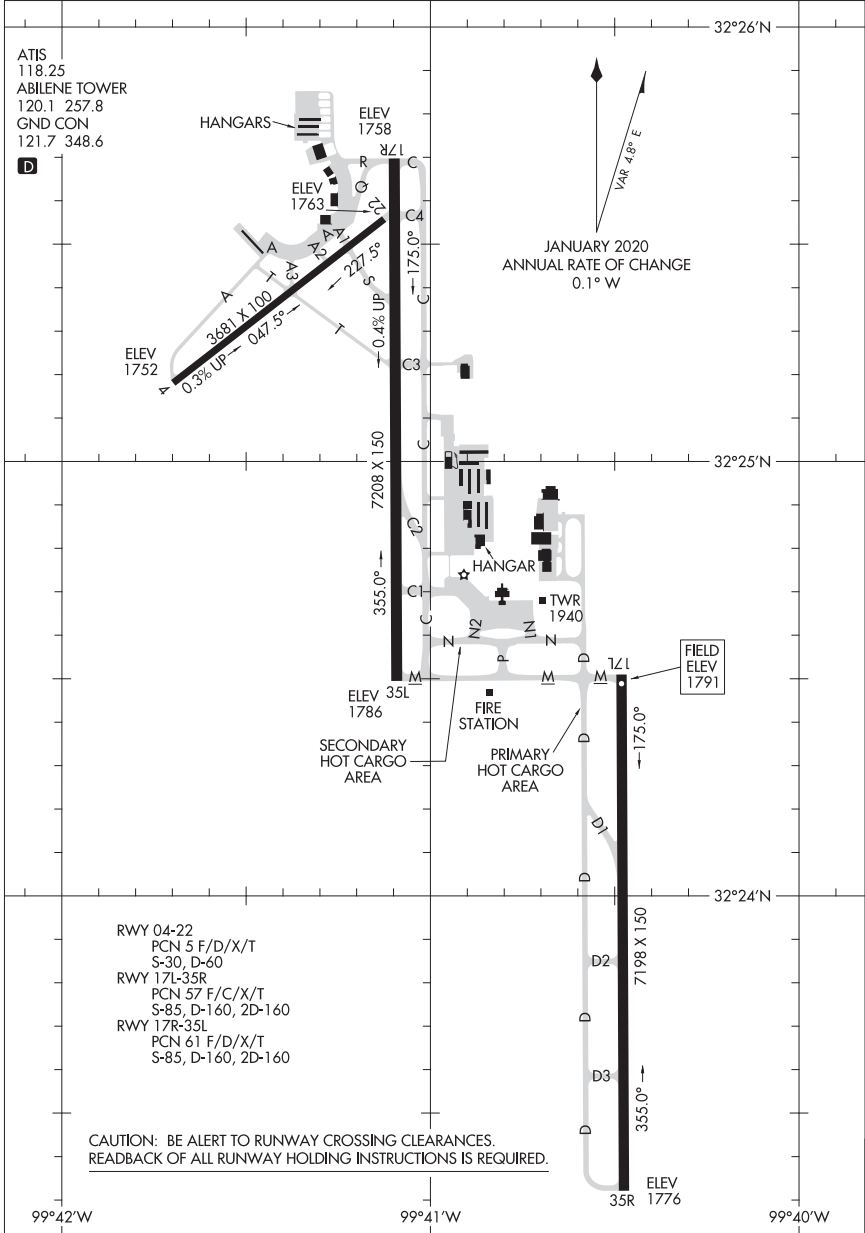 32°26'N
ATIS
118.25
ABILENE TOWER
120.1 257.8
GND CON
121.7 348.6
D
HANGARS
ELEV
1758
17R
R
C
Q
ELEV
1763
22
C4
A
A1
A2
A3
A
A
T
S
T
227.5°
3681 X 100
047.5°
0.3% UP
ELEV
1752
4
175.0°
0.4% UP
C
C3
VAR 4.8° E
JANUARY 2020
ANNUAL RATE OF CHANGE
0.1° W
32°25'N
7208 X 150
C
C2
355.0°
HANGAR
C1
C
TWR
1940
N
N2
N1
N
P
D
17L
FIELD
ELEV
1791
M
M
M
ELEV
1786
35L
FIRE
STATION
SECONDARY
HOT CARGO
AREA
PRIMARY
HOT CARGO
AREA
D
175.0°
D1
D
32°24'N
7198 X 150
D2
D
D3
355.0°
D
RWY 04-22
PCN 5 F/D/X/T
S-30, D-60
RWY 17L-35R
PCN 57 F/C/X/T
S-85, D-160, 2D-160
RWY 17R-35L
PCN 61 F/D/X/T
S-85, D-160, 2D-160
CAUTION: BE ALERT TO RUNWAY CROSSING CLEARANCES.
READBACK OF ALL RUNWAY HOLDING INSTRUCTIONS IS REQUIRED.
35R
ELEV
1776
99°42'W
99°41'W
99°40'W